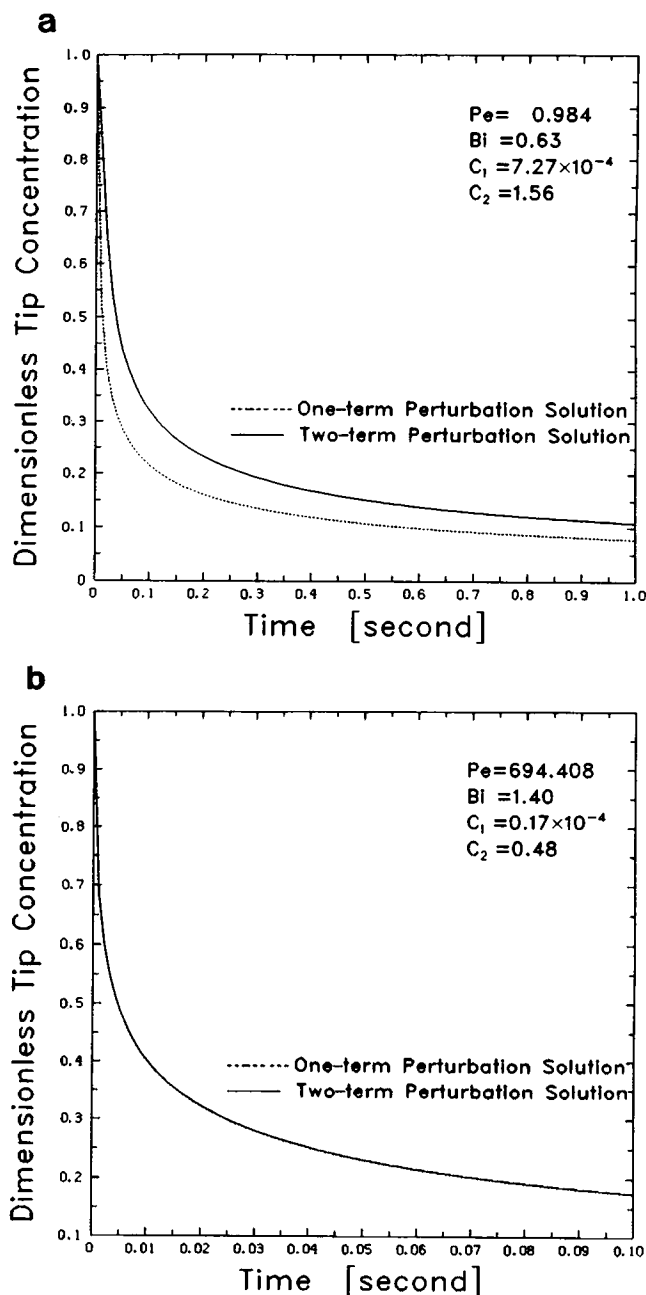 a
Dimensionless Tip Concentration
1.0
0.9
0.8
0.7
0.6
0.5
0.4
0.3
0.2
0.1
0
Pe= 0.984
Bi =0.63
C₁ =7.27×10⁻⁴
C₂ =1.56
One-term Perturbation Solution
Two-term Perturbation Solution
0 0.1 0.2 0.3 0.4 0.5 0.6 0.7 0.8 0.9 1.0
Time [second]
b
Dimensionless Tip Concentration
1.0
0.9
0.8
0.7
0.6
0.5
0.4
0.3
0.2
0.1
Pe=694.408
Bi =1.40
C₁ =0.17×10⁻⁴
C₂ =0.48
One-term Perturbation Solution
Two-term Perturbation Solution
0 0.01 0.02 0.03 0.04 0.05 0.06 0.07 0.08 0.09 0.10
Time [second]